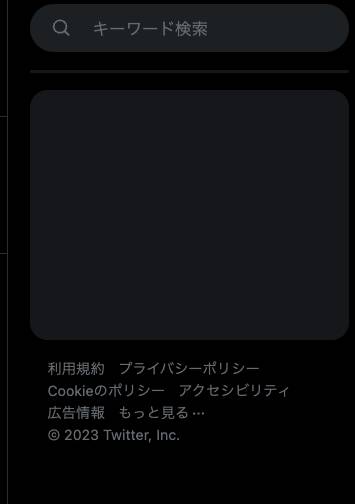 キーワード検索
利用規約 プライバシーポリシー
Cookieのポリシー アクセシビリティ
広告情報 もっと見る…
© 2023 Twitter, Inc.